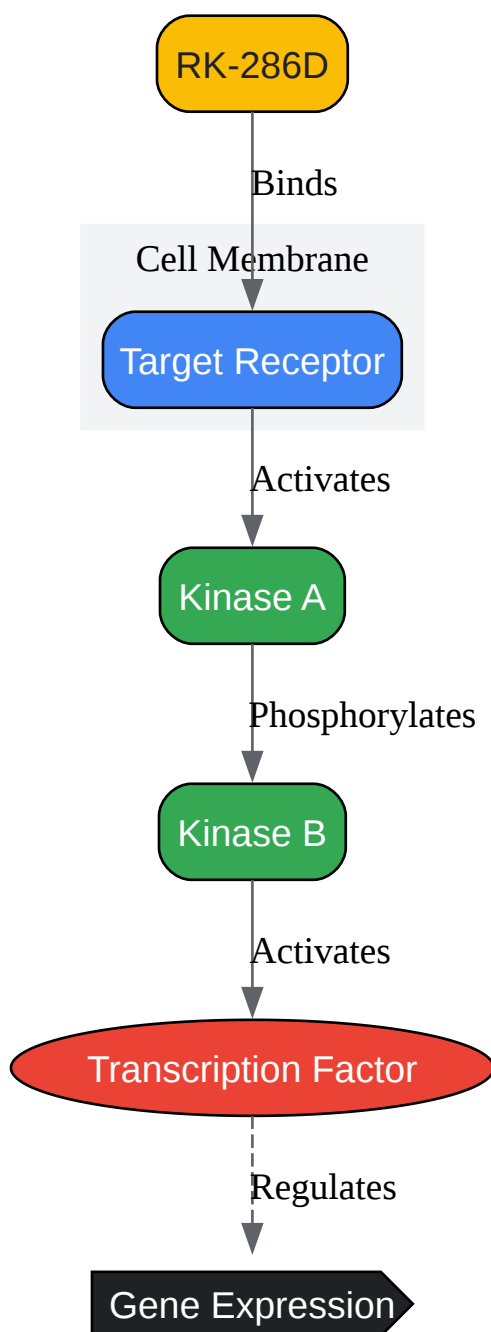 RK-286D
Binds
Cell Membrane
Target Receptor
Activates
Kinase A
Phosphorylates
Kinase B
Activates
Transcription Factor
Regulates
Gene Expression